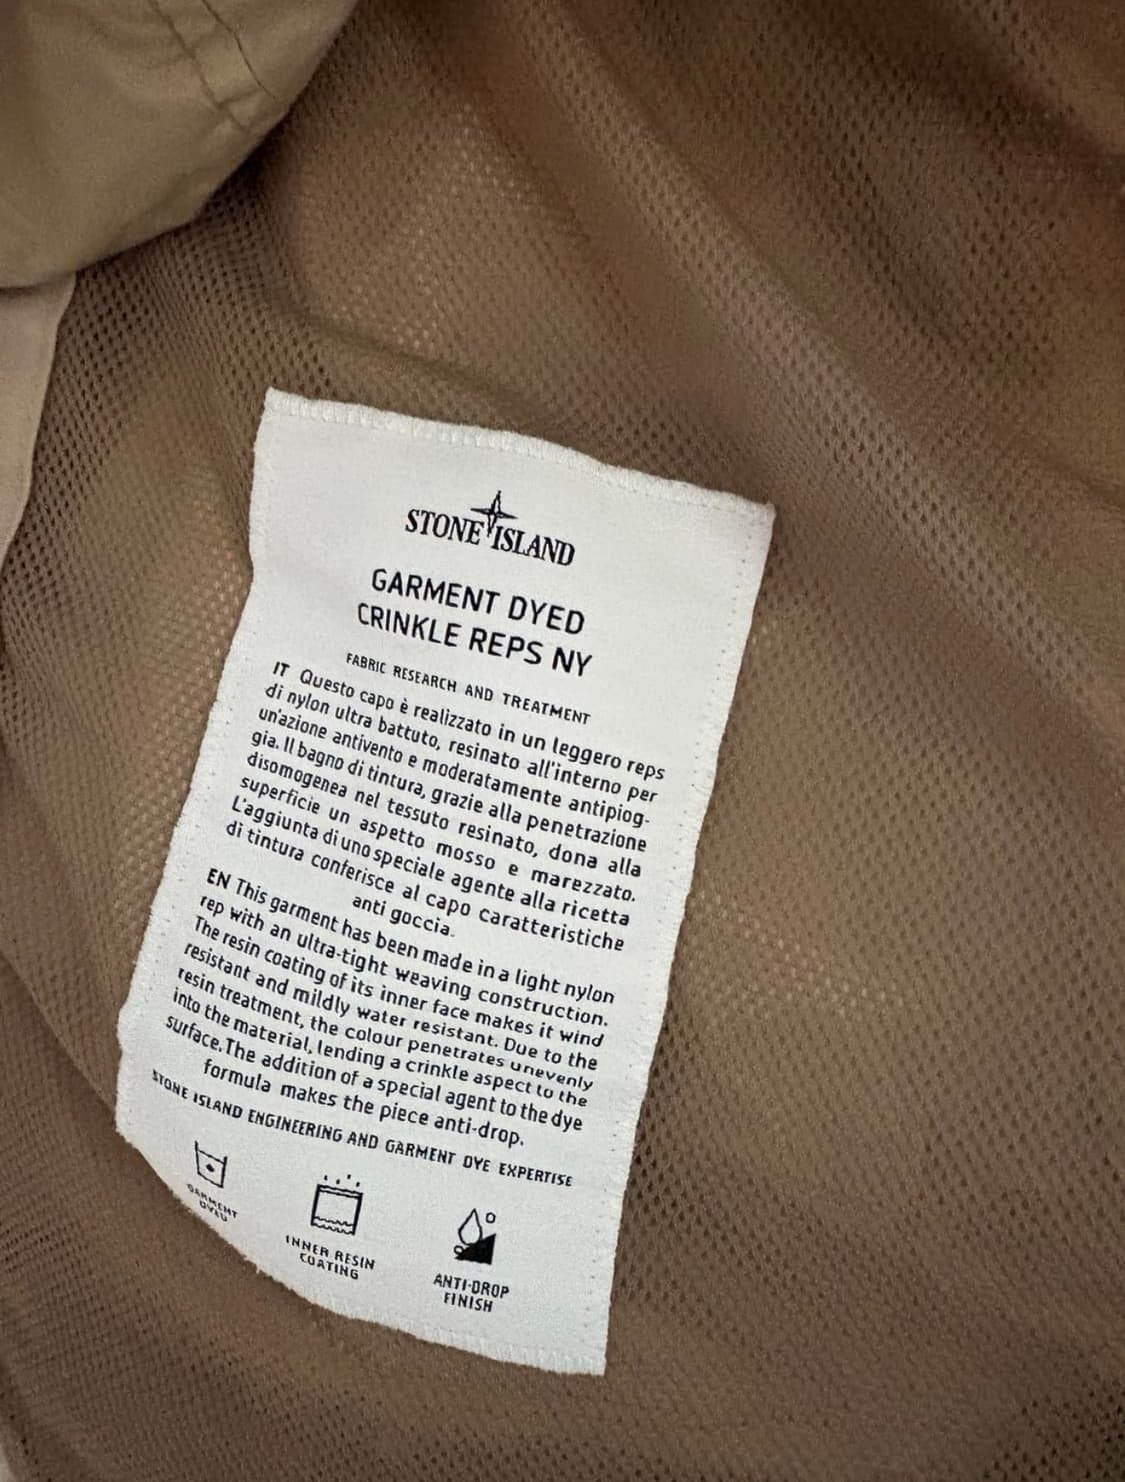 STONE ISLAND
GARMENT DYED
CRINKLE REPS NY
FABRIC RESEARCH AND TREATMENT
IT Questo capo è realizzato in un leggero reps
di nylon ultra battuto, resinato all'interno per
un'azione antivento e moderatamente antipiog-
gia. Il bagno di tintura, grazie alla penetrazione
disomogenea nel tessuto resinato, dona alla
superficie un aspetto mosso e marezzato.
L'aggiunta di uno speciale agente alla ricetta
di tintura conferisce al capo caratteristiche
anti goccia.
EN This garment has been made in a light nylon
rep with an ultra-tight weaving construction.
The resin coating of its inner face makes it wind
resistant and mildly water resistant. Due to the
resin treatment, the colour penetrates unevenly
into the material, lending a crinkle aspect to the
surface. The addition of a special agent to the dye
formula makes the piece anti-drop.
STONE ISLAND ENGINEERING AND GARMENT DYE EXPERTISE
GARMENT
DYED
INNER RESIN
COATING
ANTI-DROP
FINISH